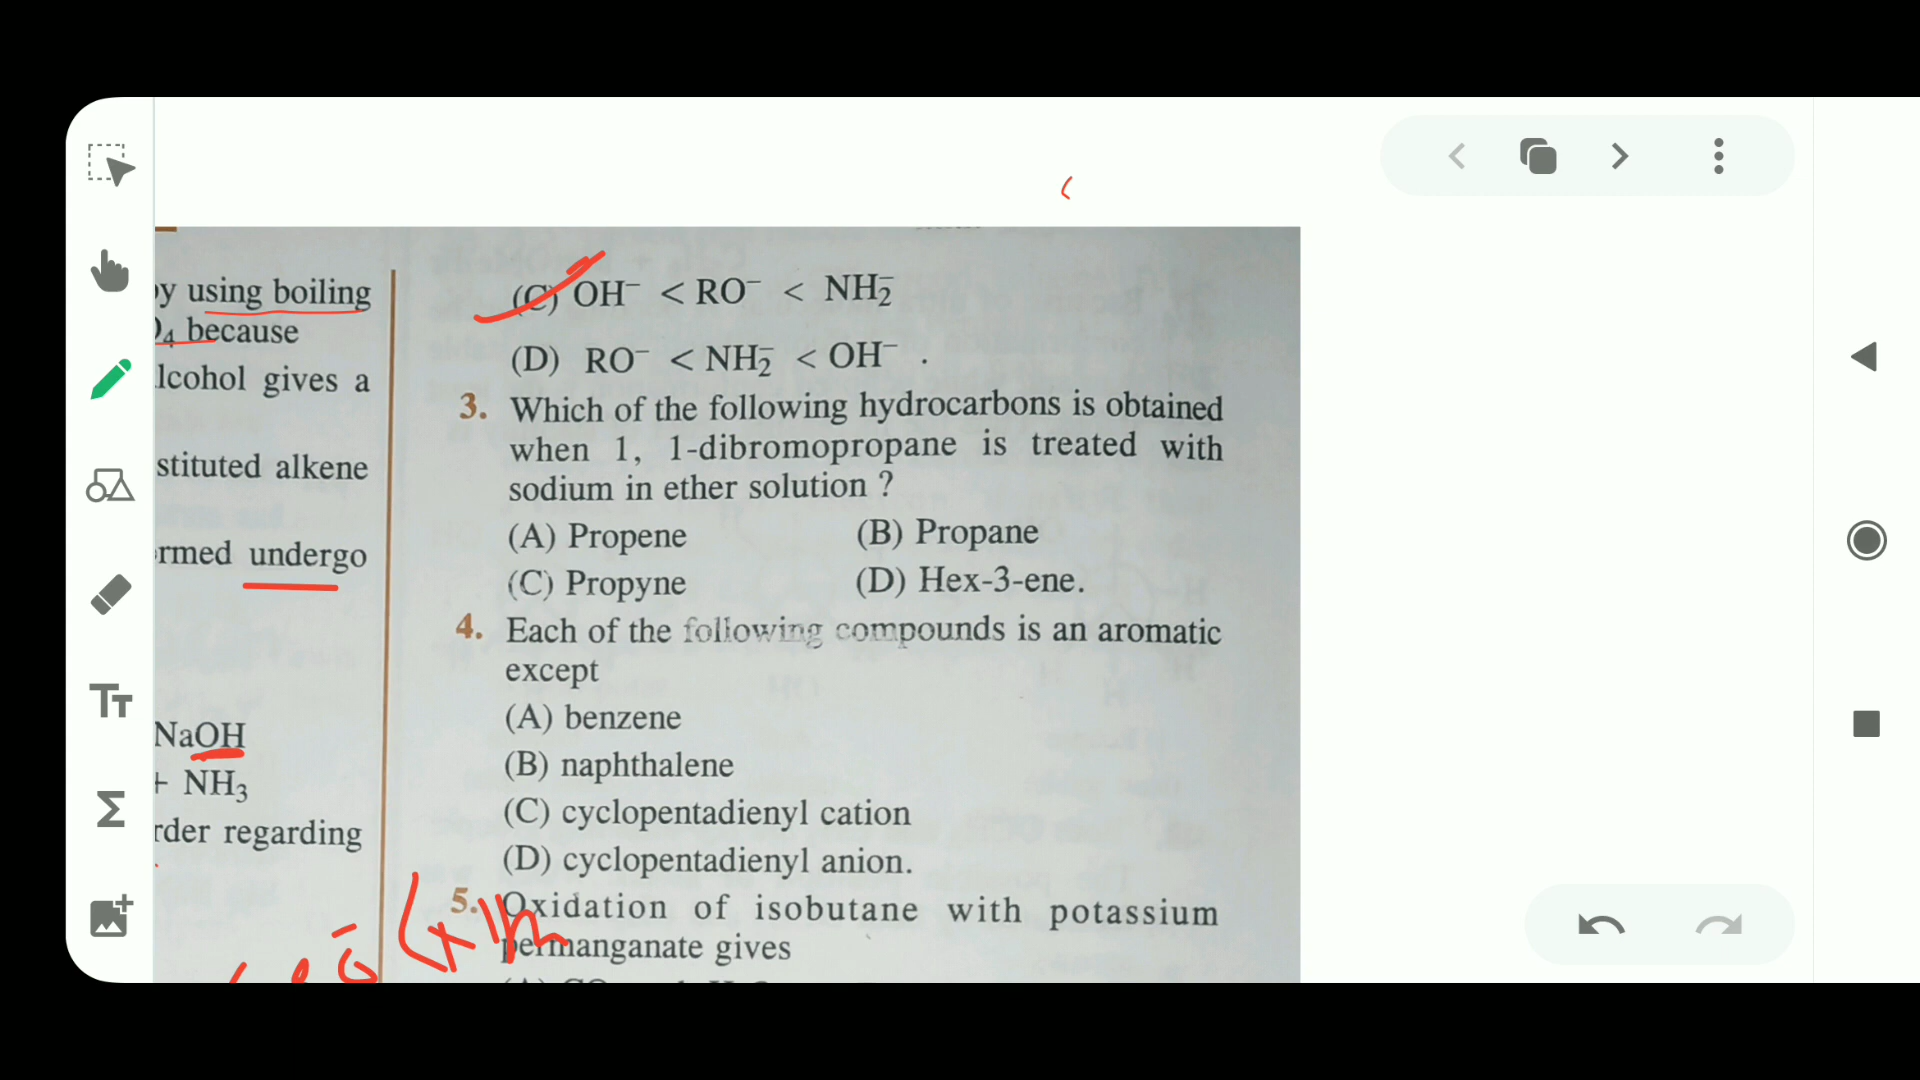 y using boiling
4 because
lcohol gives a
stituted alkene
rmed undergo
NaOH
+ NH₃
rder regarding
(C) OH⁻ < RO⁻ < NH₂⁻
(D) RO⁻ < NH₂⁻ < OH⁻ .
3. Which of the following hydrocarbons is obtained
when 1, 1-dibromopropane is treated with
sodium in ether solution ?
(A) Propene (B) Propane
(C) Propyne (D) Hex-3-ene.
4. Each of the following compounds is an aromatic
except
(A) benzene
(B) naphthalene
(C) cyclopentadienyl cation
(D) cyclopentadienyl anion.
5. Oxidation of isobutane with potassium
permanganate gives